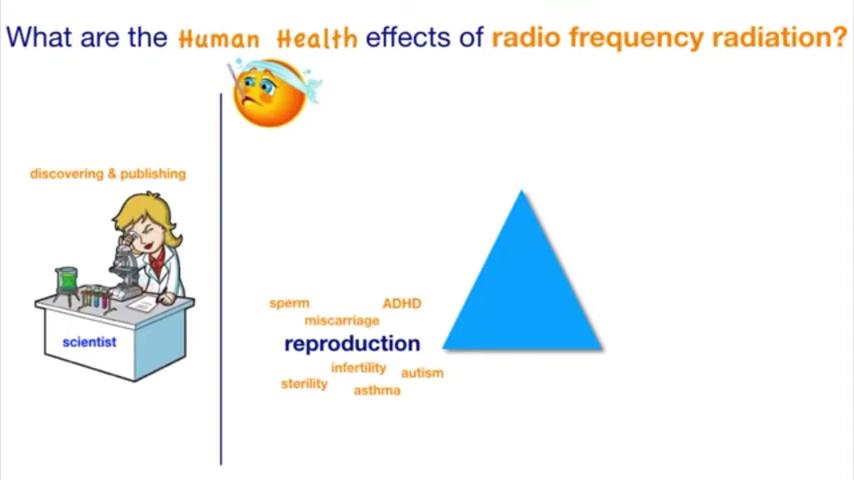 What are the Human Health effects of radio frequency radiation?
discovering & publishing
scientist
sperm ADHD
miscarriage
reproduction
infertility autism
sterility asthma